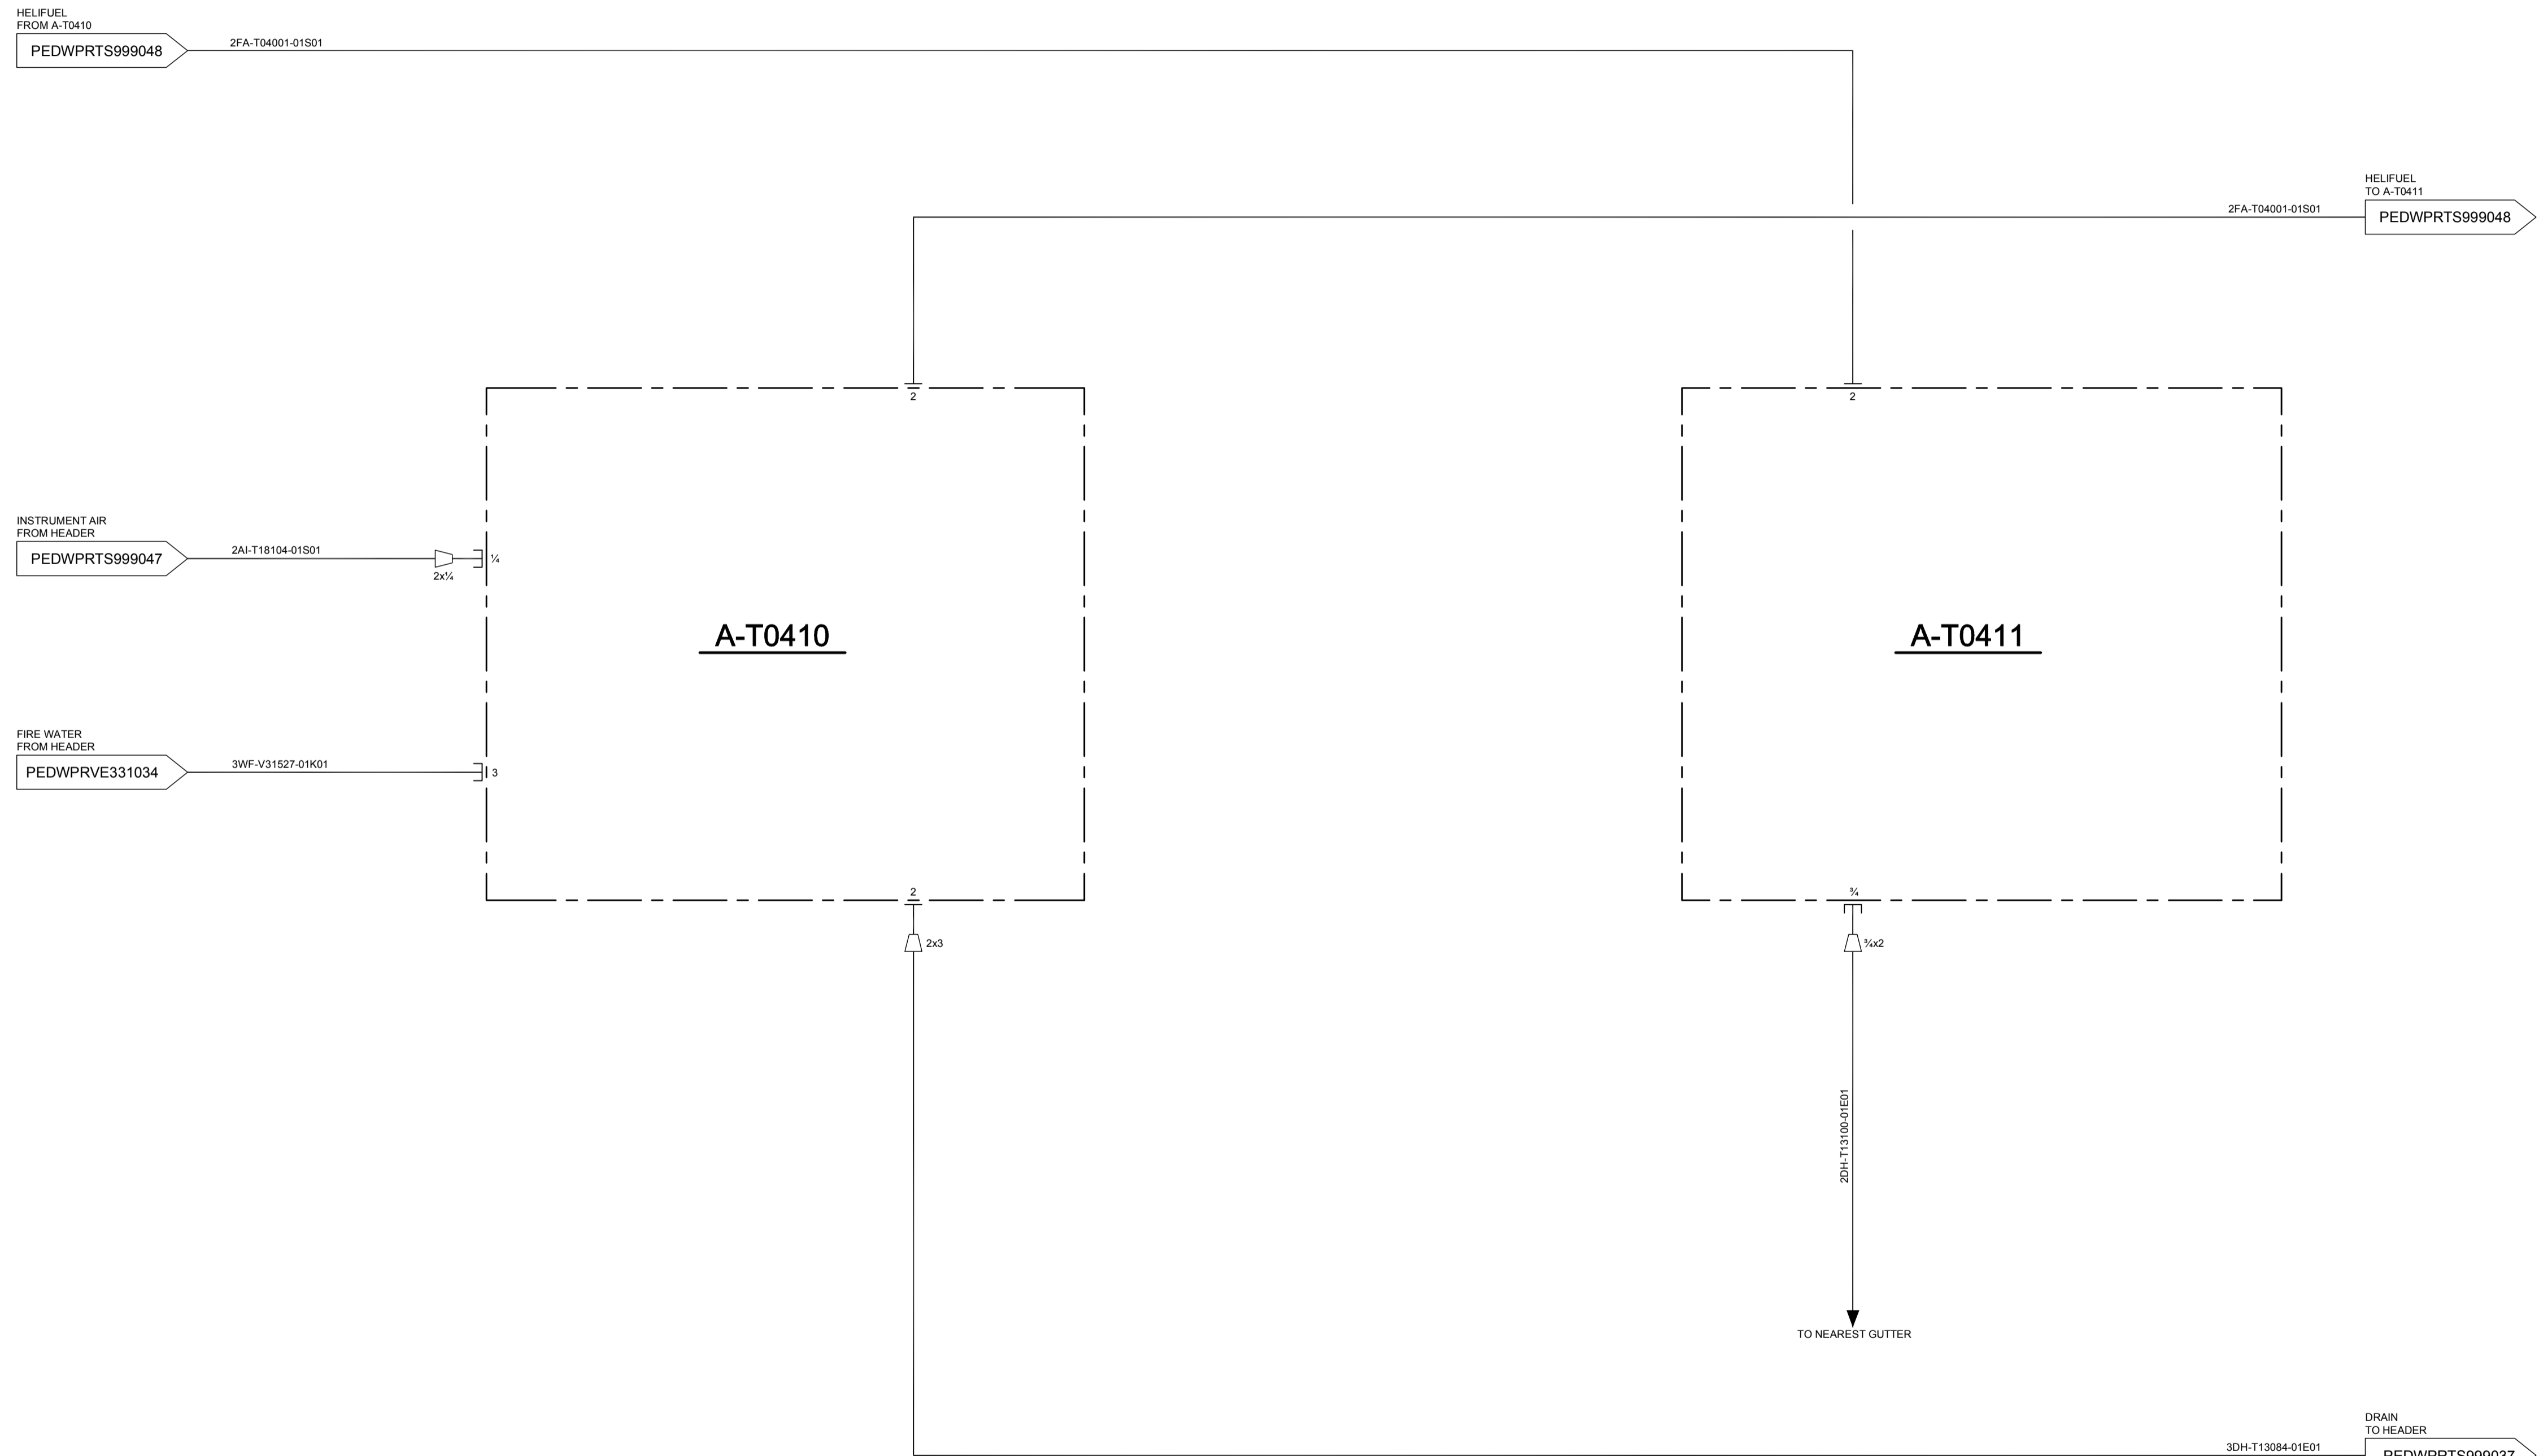 HELIFUEL
FROM A-T0410
PEDWPRTS999048
2FA-T04001-01S01
HELIFUEL
TO A-T0411
2FA-T04001-01S01
PEDWPRTS999048
2
2
INSTRUMENT AIR
FROM HEADER
PEDWPRTS999047
2AI-T18104-01S01
2x¼
¼
A-T0410
A-T0411
FIRE WATER
FROM HEADER
PEDWPRVE331034
3WF-V31527-01K01
3
2
¾
2x3
¾x2
2DH-T13100-01E01
TO NEAREST GUTTER
DRAIN
TO HEADER
3DH-T13084-01E01
PEDWPRTS999037